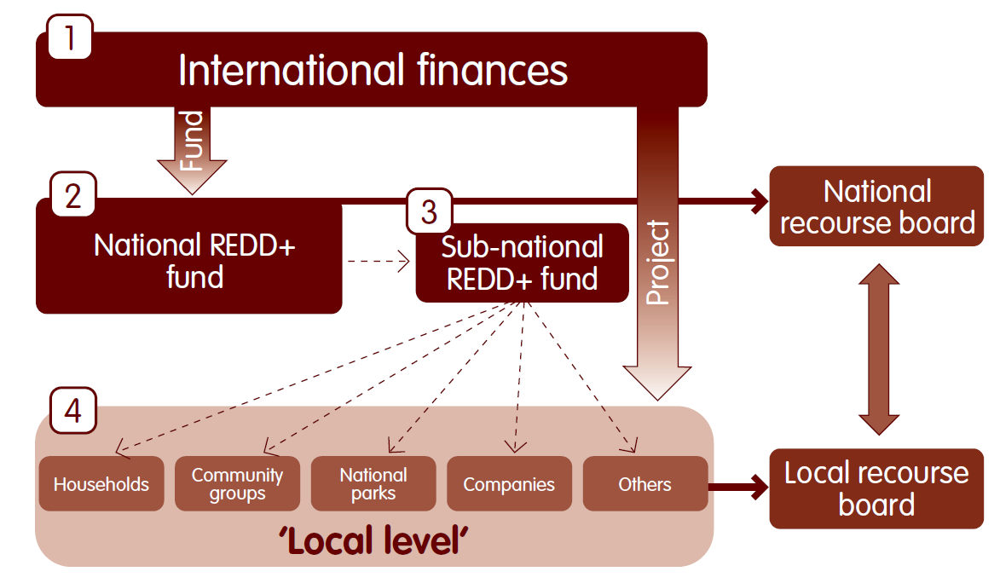 1
International finances
Fund
2
National REDD+
fund
3
Sub-national
REDD+ fund
Project
National
recourse board
4
Households
Community
groups
National
parks
Companies
Others
‘Local level’
Local recourse
board